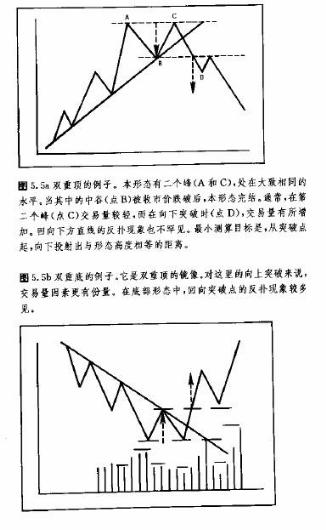 A
C
B
D
图5.5a 双重顶的例子。本形态有二个峰(A和C),处在大致相同的
水平。当其中的中谷(点B)被收市价跌破后,本形态完结。通常,在第
二个峰(点C)交易量较轻,而在向下突破时(点D),交易量有所增
加。回向下方直线的反扑现象也不罕见。最小测算目标是,从突破点
起,向下投射出与形态高度相等的距离。
图5.5b 双重底的例子。它是双重顶的镜像。对这里的向上突破来说,
交易量因素更有份量。在底部形态中,回向突破点的反扑现象较多
见。